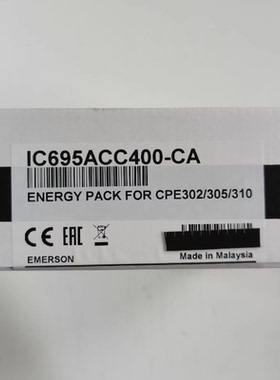 IC695ACC400-CA
ENERGY PACK FOR CPE302/305/310
CE EAC
Made in Malaysia
EMERSON